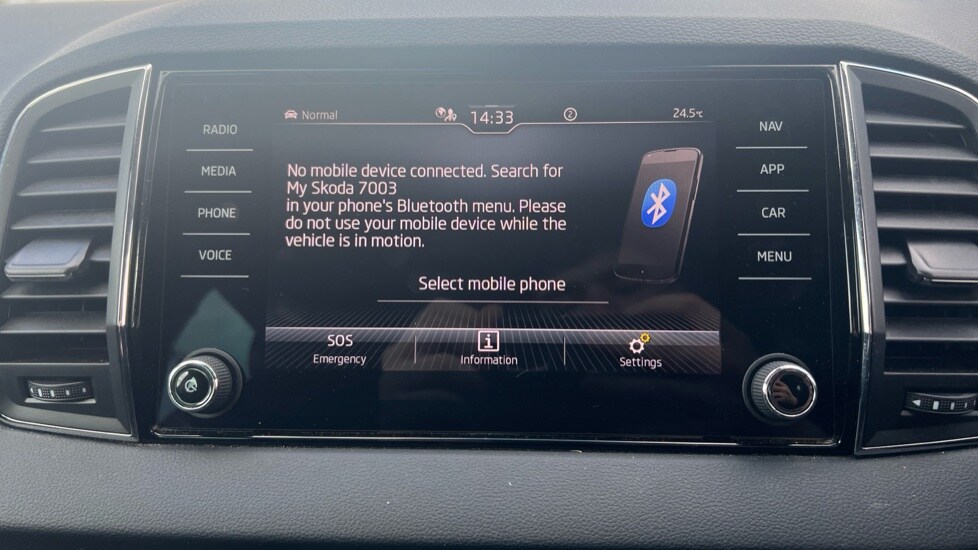 Normal 14:33 2 24.5°C
RADIO
MEDIA
PHONE
VOICE
No mobile device connected. Search for
My Skoda 7003
in your phone's Bluetooth menu. Please
do not use your mobile device while the
vehicle is in motion.
Select mobile phone
SOS
Emergency
i
Information
Settings
NAV
APP
CAR
MENU